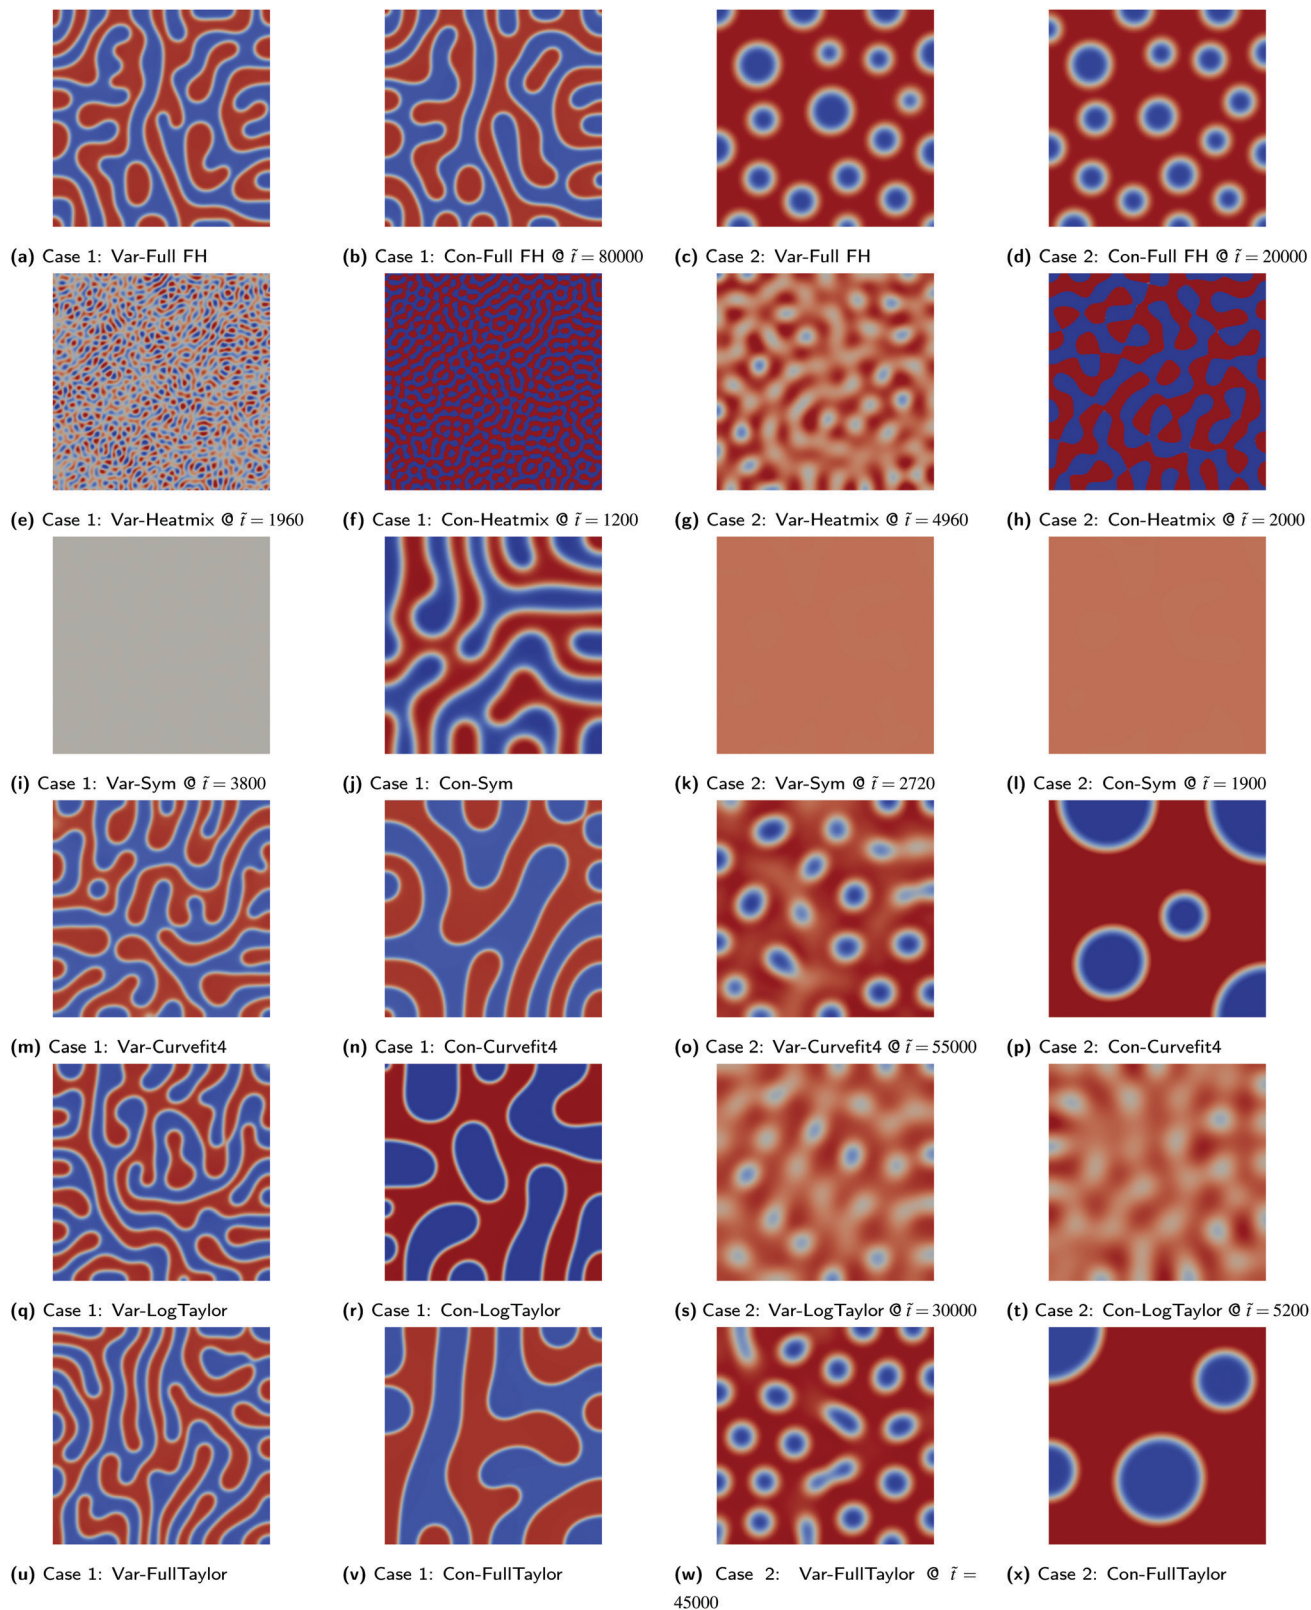 (a) Case 1: Var-Full FH
(b) Case 1: Con-Full FH @ t̃ = 80000
(c) Case 2: Var-Full FH
(d) Case 2: Con-Full FH @ t̃ = 20000
(e) Case 1: Var-Heatmix @ t̃ = 1960
(f) Case 1: Con-Heatmix @ t̃ = 1200
(g) Case 2: Var-Heatmix @ t̃ = 4960
(h) Case 2: Con-Heatmix @ t̃ = 2000
(i) Case 1: Var-Sym @ t̃ = 3800
(j) Case 1: Con-Sym
(k) Case 2: Var-Sym @ t̃ = 2720
(l) Case 2: Con-Sym @ t̃ = 1900
(m) Case 1: Var-Curvefit4
(n) Case 1: Con-Curvefit4
(o) Case 2: Var-Curvefit4 @ t̃ = 55000
(p) Case 2: Con-Curvefit4
(q) Case 1: Var-LogTaylor
(r) Case 1: Con-LogTaylor
(s) Case 2: Var-LogTaylor @ t̃ = 30000
(t) Case 2: Con-LogTaylor @ t̃ = 5200
(u) Case 1: Var-FullTaylor
(v) Case 1: Con-FullTaylor
(w) Case 2: Var-FullTaylor @ t̃ =
45000
(x) Case 2: Con-FullTaylor